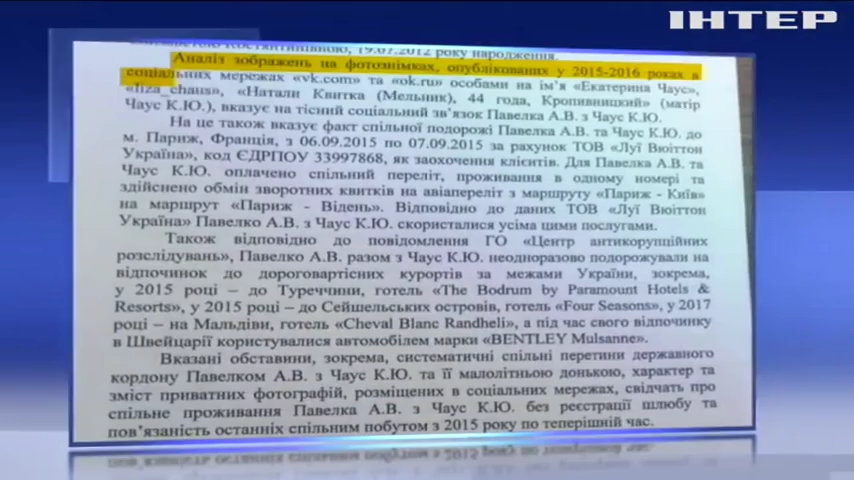 ІНТЕР
Костянтинівною, 19.07.2012 року народження.
Аналіз зображень на фотознімках, опублікованих у 2015-2016 роках в
соціальних мережах «vk.com» та «ok.ru» особами на ім'я «Екатерина Чаус»,
«liza_chaus», «Натали Квитка (Мельник), 44 года, Кропивницкий» (матір
Чаус К.Ю.), вказує на тісний соціальний зв'язок Павелка А.В. з Чаус К.Ю.
На це також вказує факт спільної подорожі Павелка А.В. та Чаус К.Ю. до
м. Париж, Франція, з 06.09.2015 по 07.09.2015 за рахунок ТОВ «Луї Вюіттон
Україна», код ЄДРПОУ 33997868, як заохочення клієнтів. Для Павелка А.В. та
Чаус К.Ю. оплачено спільний переліт, проживання в одному номері та
здійснено обмін зворотних квитків на авіапереліт з маршруту «Париж - Київ»
на маршрут «Париж - Відень». Відповідно до даних ТОВ «Луї Вюіттон
Україна» Павелко А.В. з Чаус К.Ю. скористалися усіма цими послугами.
Також відповідно до повідомлення ГО «Центр антикорупційних
розслідувань», Павелко А.В. разом з Чаус К.Ю. неодноразово подорожували на
відпочинок до дороговартісних курортів за межами України, зокрема,
у 2015 році – до Туреччини, готель «The Bodrum by Paramount Hotels &
Resorts», у 2015 році – до Сейшельських островів, готель «Four Seasons», у 2017
році – на Мальдіви, готель «Cheval Blanc Randheli», а під час свого відпочинку
в Швейцарії користувалися автомобілем марки «BENTLEY Mulsanne».
Вказані обставини, зокрема, систематичні спільні перетини державного
кордону Павелком А.В. з Чаус К.Ю. та її малолітньою донькою, характер та
зміст приватних фотографій, розміщених в соціальних мережах, свідчать про
спільне проживання Павелка А.В. з Чаус К.Ю. без реєстрації шлюбу та
пов'язаність останніх спільним побутом з 2015 року по теперішній час.